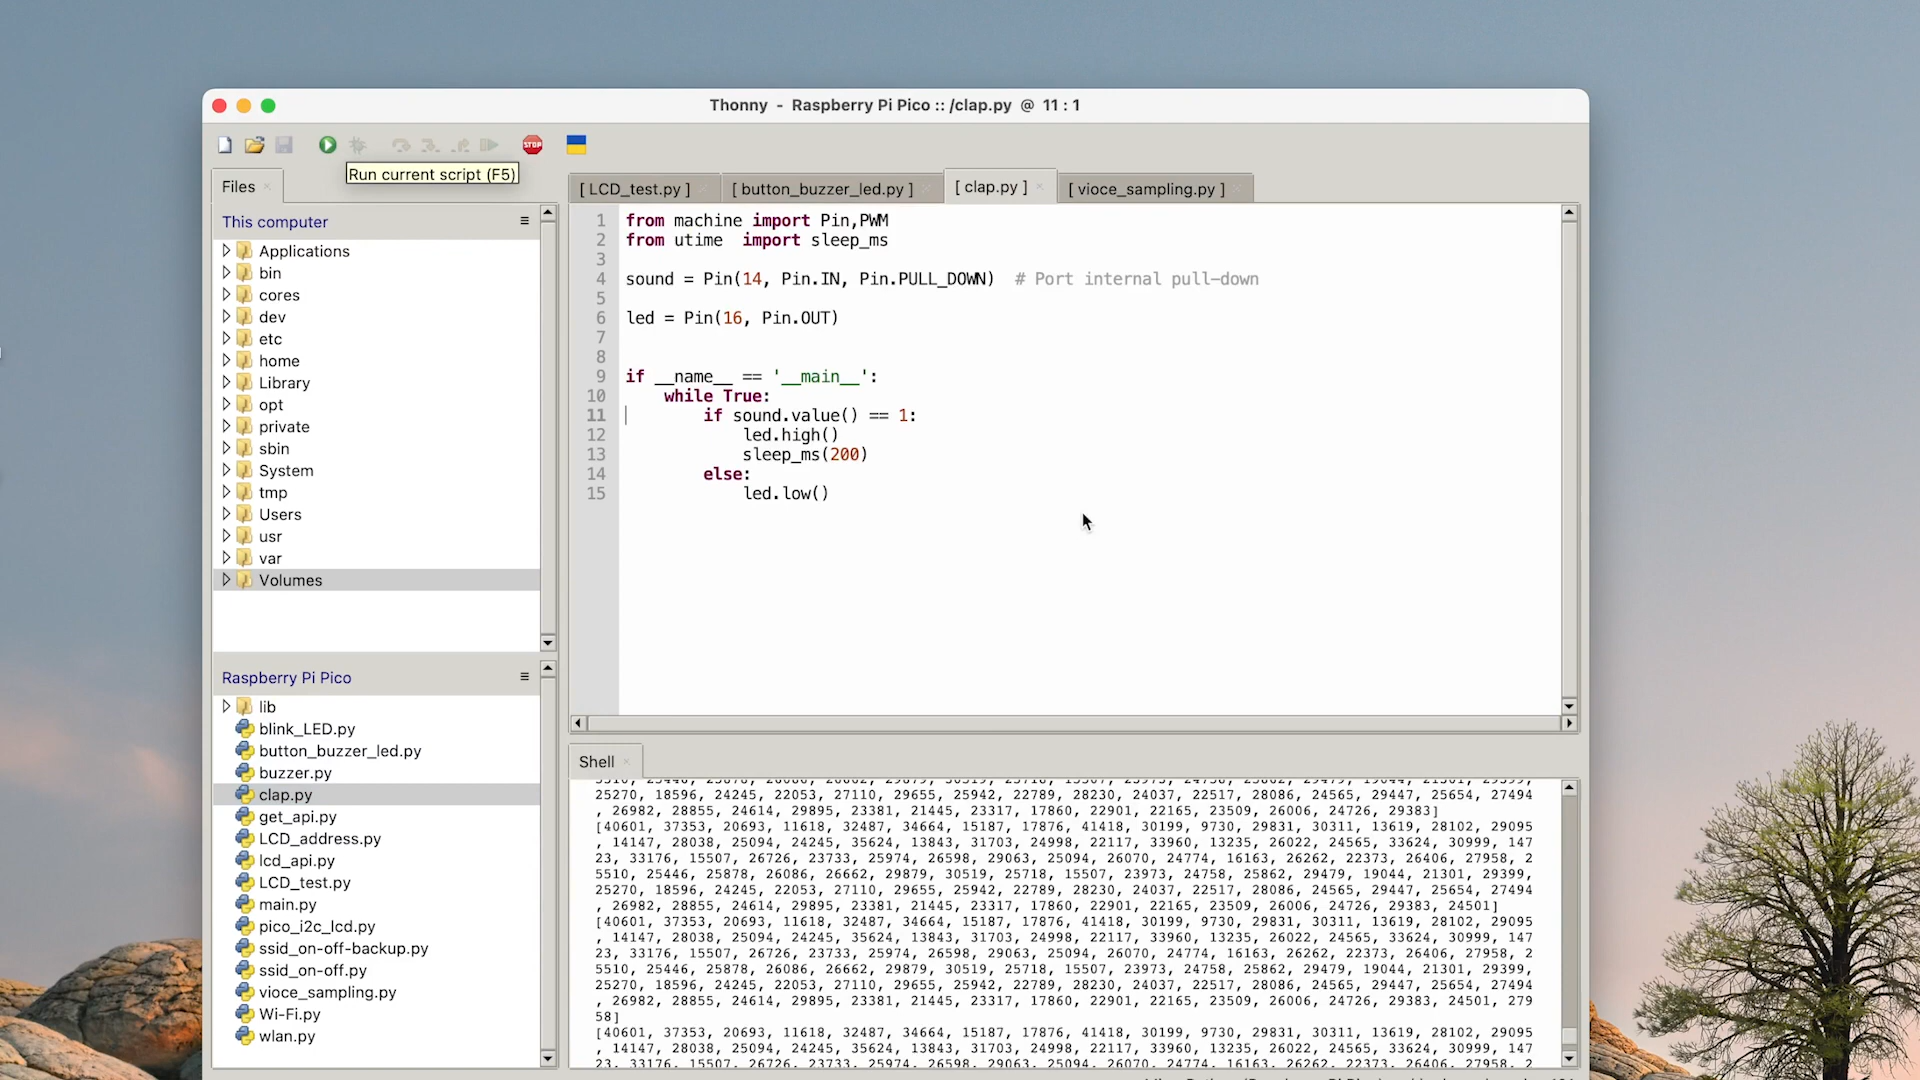 Thonny - Raspberry Pi Pico :: /clap.py @ 11 : 1
STOP
Run current script (F5)
Files
This computer
Applications
bin
cores
dev
etc
home
Library
opt
private
sbin
System
tmp
Users
usr
var
Volumes
Raspberry Pi Pico
lib
blink_LED.py
button_buzzer_led.py
buzzer.py
clap.py
get_api.py
LCD_address.py
lcd_api.py
LCD_test.py
main.py
pico_i2c_lcd.py
ssid_on-off-backup.py
ssid_on-off.py
vioce_sampling.py
Wi-Fi.py
wlan.py
[ LCD_test.py ] [ button_buzzer_led.py ] [ clap.py ] [ vioce_sampling.py ]
1 from machine import Pin,PWM
2 from utime  import sleep_ms
3
4 sound = Pin(14, Pin.IN, Pin.PULL_DOWN)  # Port internal pull-down
5
6 led = Pin(16, Pin.OUT)
7
8
9 if __name__ == '__main__':
10     while True:
11         if sound.value() == 1:
12             led.high()
13             sleep_ms(200)
14         else:
15             led.low()
Shell
25270, 18596, 24245, 22053, 27110, 29655, 25942, 22789, 28230, 24037, 22517, 28086, 24565, 29447, 25654, 27494
, 26982, 28855, 24614, 29895, 23381, 21445, 23317, 17860, 22901, 22165, 23509, 26006, 24726, 29383]
[40601, 37353, 20693, 11618, 32487, 34664, 15187, 17876, 41418, 30199, 9730, 29831, 30311, 13619, 28102, 29095
, 14147, 28038, 25094, 24245, 35624, 13843, 31703, 24998, 22117, 33960, 13235, 26022, 24565, 33624, 30999, 147
23, 33176, 15507, 26726, 23733, 25974, 26598, 29063, 25094, 26070, 24774, 16163, 26262, 22373, 26406, 27958, 2
5510, 25446, 25878, 26086, 26662, 29879, 30519, 25718, 15507, 23973, 24758, 25862, 29479, 19044, 21301, 29399,
25270, 18596, 24245, 22053, 27110, 29655, 25942, 22789, 28230, 24037, 22517, 28086, 24565, 29447, 25654, 27494
, 26982, 28855, 24614, 29895, 23381, 21445, 23317, 17860, 22901, 22165, 23509, 26006, 24726, 29383, 24501]
[40601, 37353, 20693, 11618, 32487, 34664, 15187, 17876, 41418, 30199, 9730, 29831, 30311, 13619, 28102, 29095
, 14147, 28038, 25094, 24245, 35624, 13843, 31703, 24998, 22117, 33960, 13235, 26022, 24565, 33624, 30999, 147
23, 33176, 15507, 26726, 23733, 25974, 26598, 29063, 25094, 26070, 24774, 16163, 26262, 22373, 26406, 27958, 2
5510, 25446, 25878, 26086, 26662, 29879, 30519, 25718, 15507, 23973, 24758, 25862, 29479, 19044, 21301, 29399,
25270, 18596, 24245, 22053, 27110, 29655, 25942, 22789, 28230, 24037, 22517, 28086, 24565, 29447, 25654, 27494
, 26982, 28855, 24614, 29895, 23381, 21445, 23317, 17860, 22901, 22165, 23509, 26006, 24726, 29383, 24501, 279
58]
[40601, 37353, 20693, 11618, 32487, 34664, 15187, 17876, 41418, 30199, 9730, 29831, 30311, 13619, 28102, 29095
, 14147, 28038, 25094, 24245, 35624, 13843, 31703, 24998, 22117, 33960, 13235, 26022, 24565, 33624, 30999, 147
23, 33176, 15507, 26726, 23733, 25974, 26598, 29063, 25094, 26070, 24774, 16163, 26262, 22373, 26406, 27958, 2